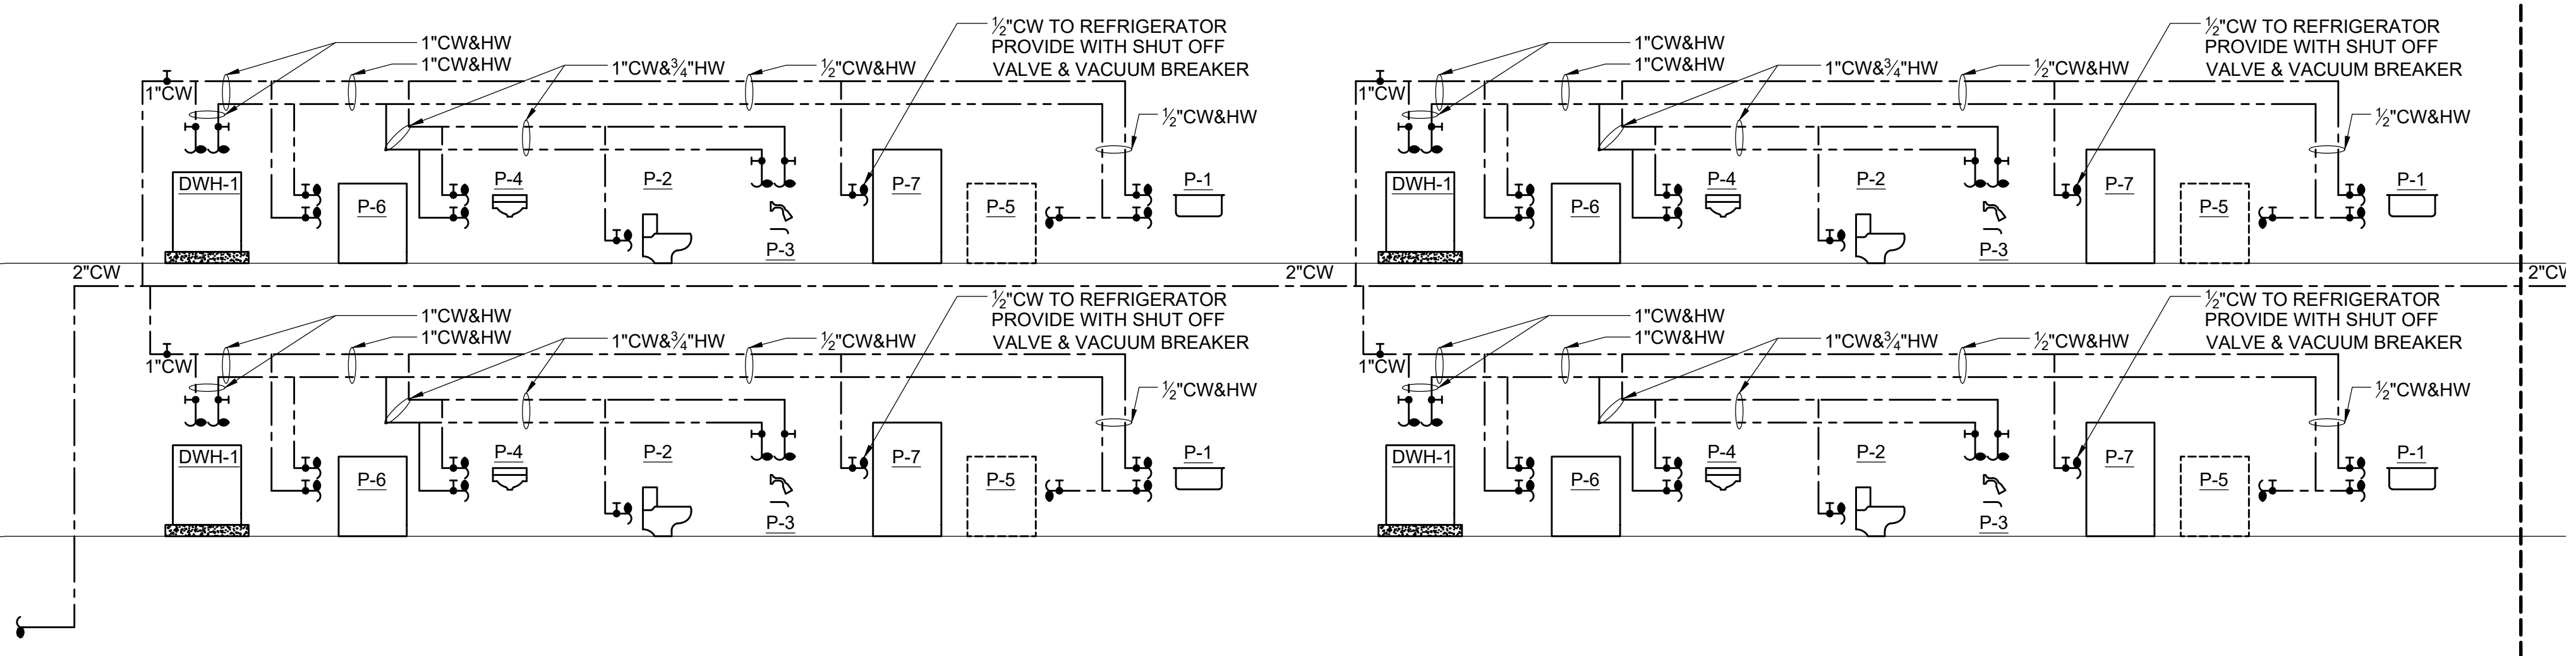 1"CW&HW
1"CW&HW
1"CW&¾"HW
½"CW&HW
½"CW TO REFRIGERATOR
PROVIDE WITH SHUT OFF
VALVE & VACUUM BREAKER
1"CW
½"CW&HW
DWH-1
P-6
P-4
P-2
P-3
P-7
P-5
P-1
1"CW&HW
1"CW&HW
1"CW&¾"HW
½"CW&HW
½"CW TO REFRIGERATOR
PROVIDE WITH SHUT OFF
VALVE & VACUUM BREAKER
1"CW
½"CW&HW
DWH-1
P-6
P-4
P-2
P-3
P-7
P-5
P-1
2"CW
2"CW
2"CW
1"CW&HW
1"CW&HW
1"CW&¾"HW
½"CW&HW
½"CW TO REFRIGERATOR
PROVIDE WITH SHUT OFF
VALVE & VACUUM BREAKER
1"CW
½"CW&HW
DWH-1
P-6
P-4
P-2
P-3
P-7
P-5
P-1
1"CW&HW
1"CW&HW
1"CW&¾"HW
½"CW&HW
½"CW TO REFRIGERATOR
PROVIDE WITH SHUT OFF
VALVE & VACUUM BREAKER
1"CW
½"CW&HW
DWH-1
P-6
P-4
P-2
P-3
P-7
P-5
P-1